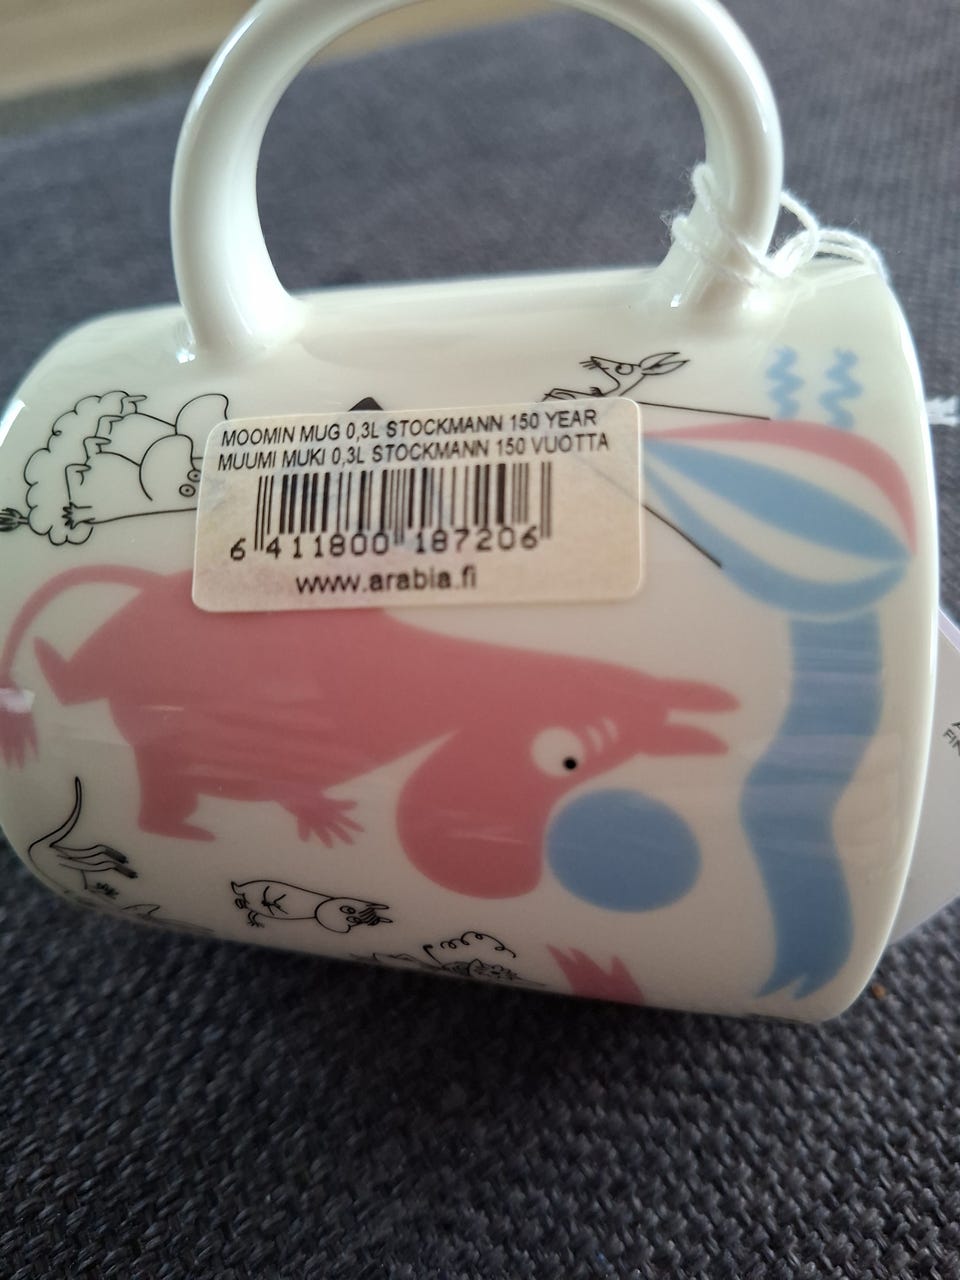 MOOMIN MUG 0,3L STOCKMANN 150 YEAR
MUUMI MUKI 0,3L STOCKMANN 150 VUOTTA
6 411800 187206
www.arabia.fi